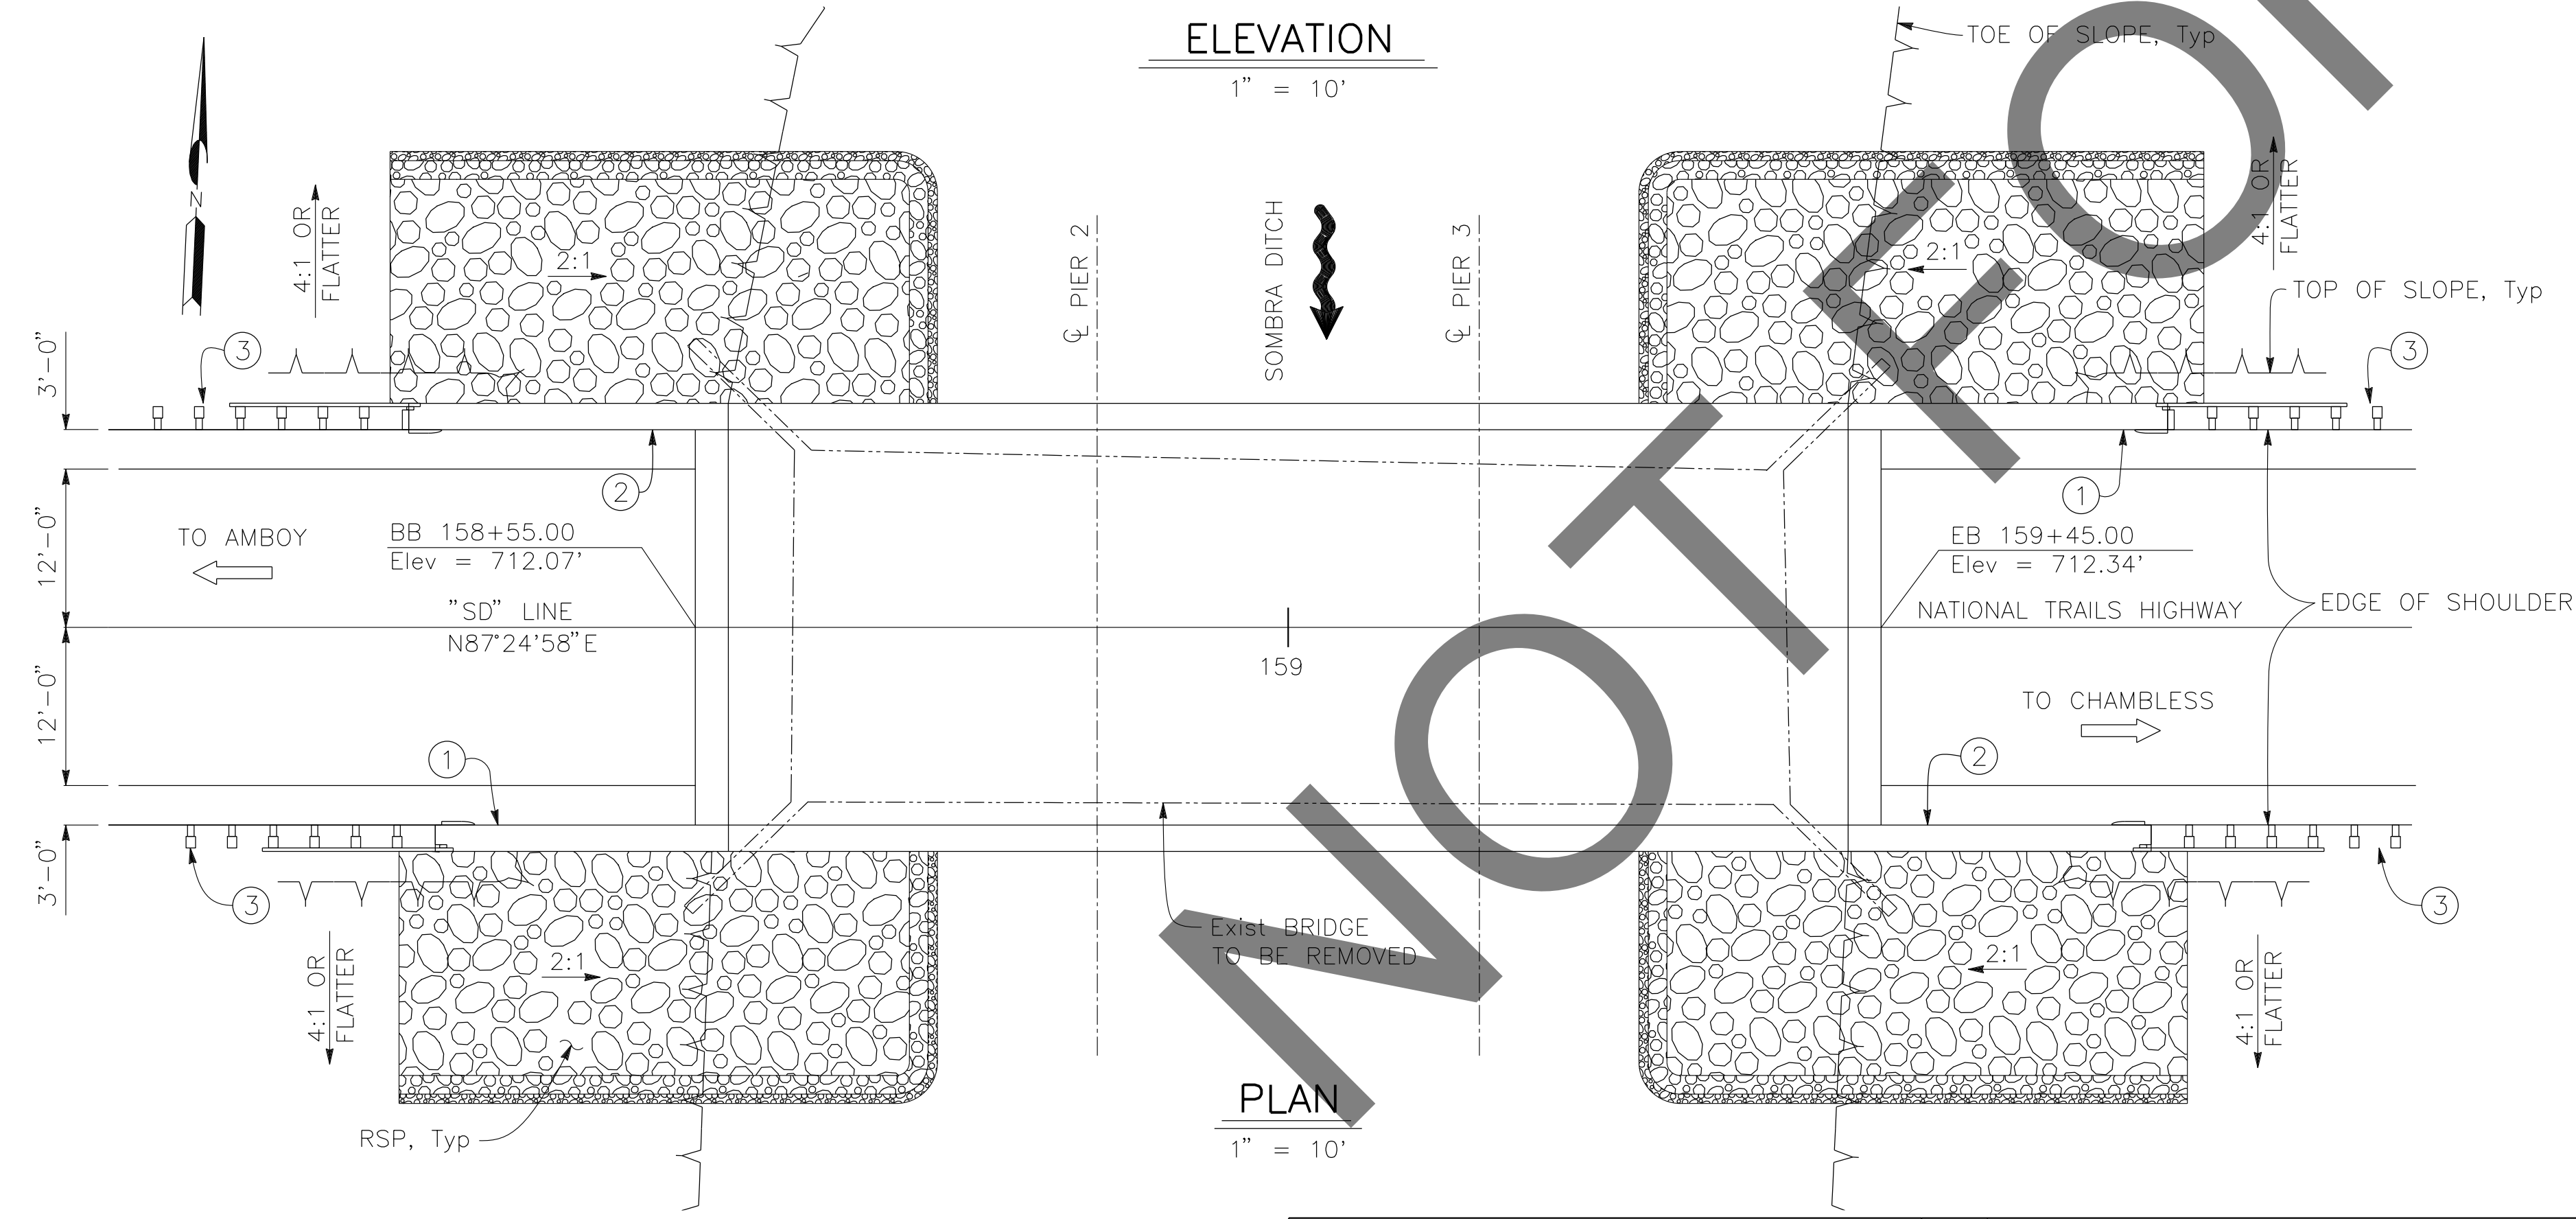 ELEVATION
1" = 10'
TOE OF SLOPE, Typ
N
4:1 OR
FLATTER
2:1
℄ PIER 2
SOMBRA DITCH
℄ PIER 3
2:1
4:1 OR
FLATTER
TOP OF SLOPE, Typ
3'-0"
3
3
2
1
12'-0"
TO AMBOY
BB 158+55.00
Elev = 712.07'
EB 159+45.00
Elev = 712.34'
"SD" LINE
N87°24'58"E
NATIONAL TRAILS HIGHWAY
EDGE OF SHOULDER
159
12'-0"
TO CHAMBLESS
1
2
3'-0"
3
3
Exist BRIDGE
TO BE REMOVED
4:1 OR
FLATTER
2:1
2:1
4:1 OR
FLATTER
RSP, Typ
PLAN
1" = 10'
NOT FO